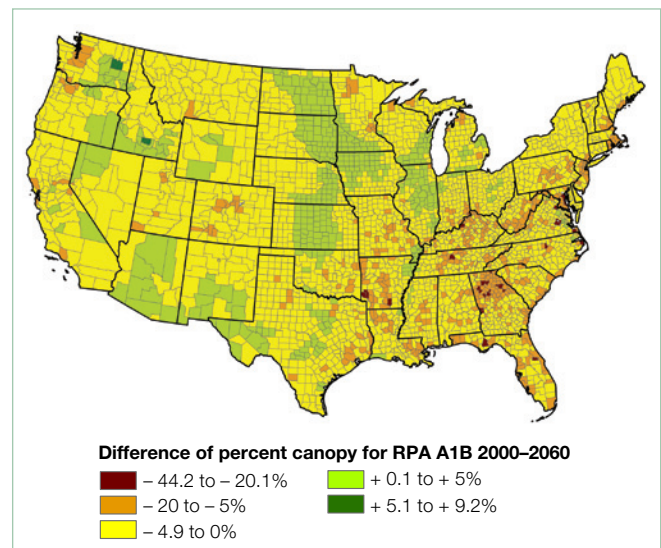 Difference of percent canopy for RPA A1B 2000–2060
– 44.2 to – 20.1%
– 20 to – 5%
– 4.9 to 0%
+ 0.1 to + 5%
+ 5.1 to + 9.2%